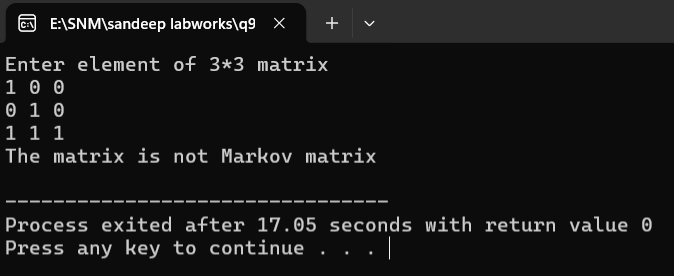 E:\SNM\sandeep labworks\q9
Enter element of 3*3 matrix
1 0 0
0 1 0
1 1 1
The matrix is not Markov matrix
--------------------------------
Process exited after 17.05 seconds with return value 0
Press any key to continue . . .